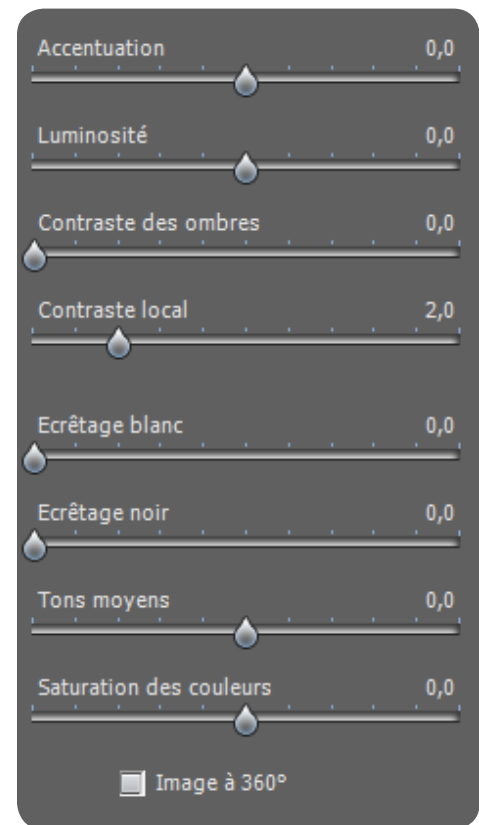 Accentuation 0,0
Luminosité 0,0
Contraste des ombres 0,0
Contraste local 2,0
Ecrêtage blanc 0,0
Ecrêtage noir 0,0
Tons moyens 0,0
Saturation des couleurs 0,0
Image à 360°